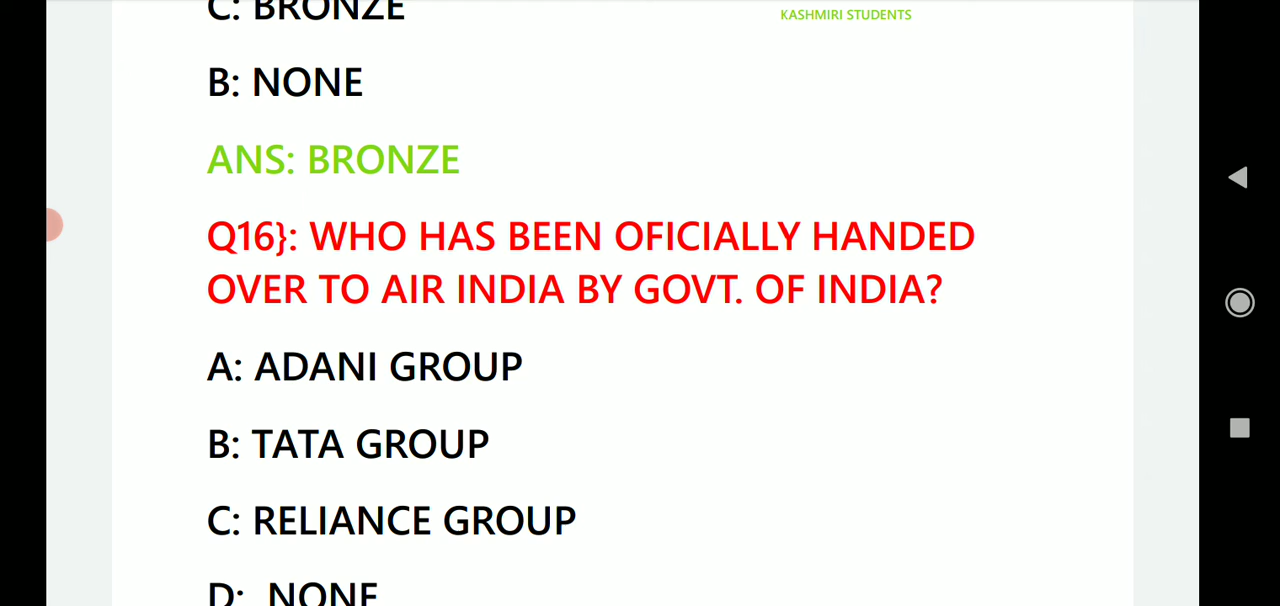 C: BRONZE
KASHMIRI STUDENTS
B: NONE
ANS: BRONZE
Q16}: WHO HAS BEEN OFICIALLY HANDED
OVER TO AIR INDIA BY GOVT. OF INDIA?
A: ADANI GROUP
B: TATA GROUP
C: RELIANCE GROUP
D: NONE